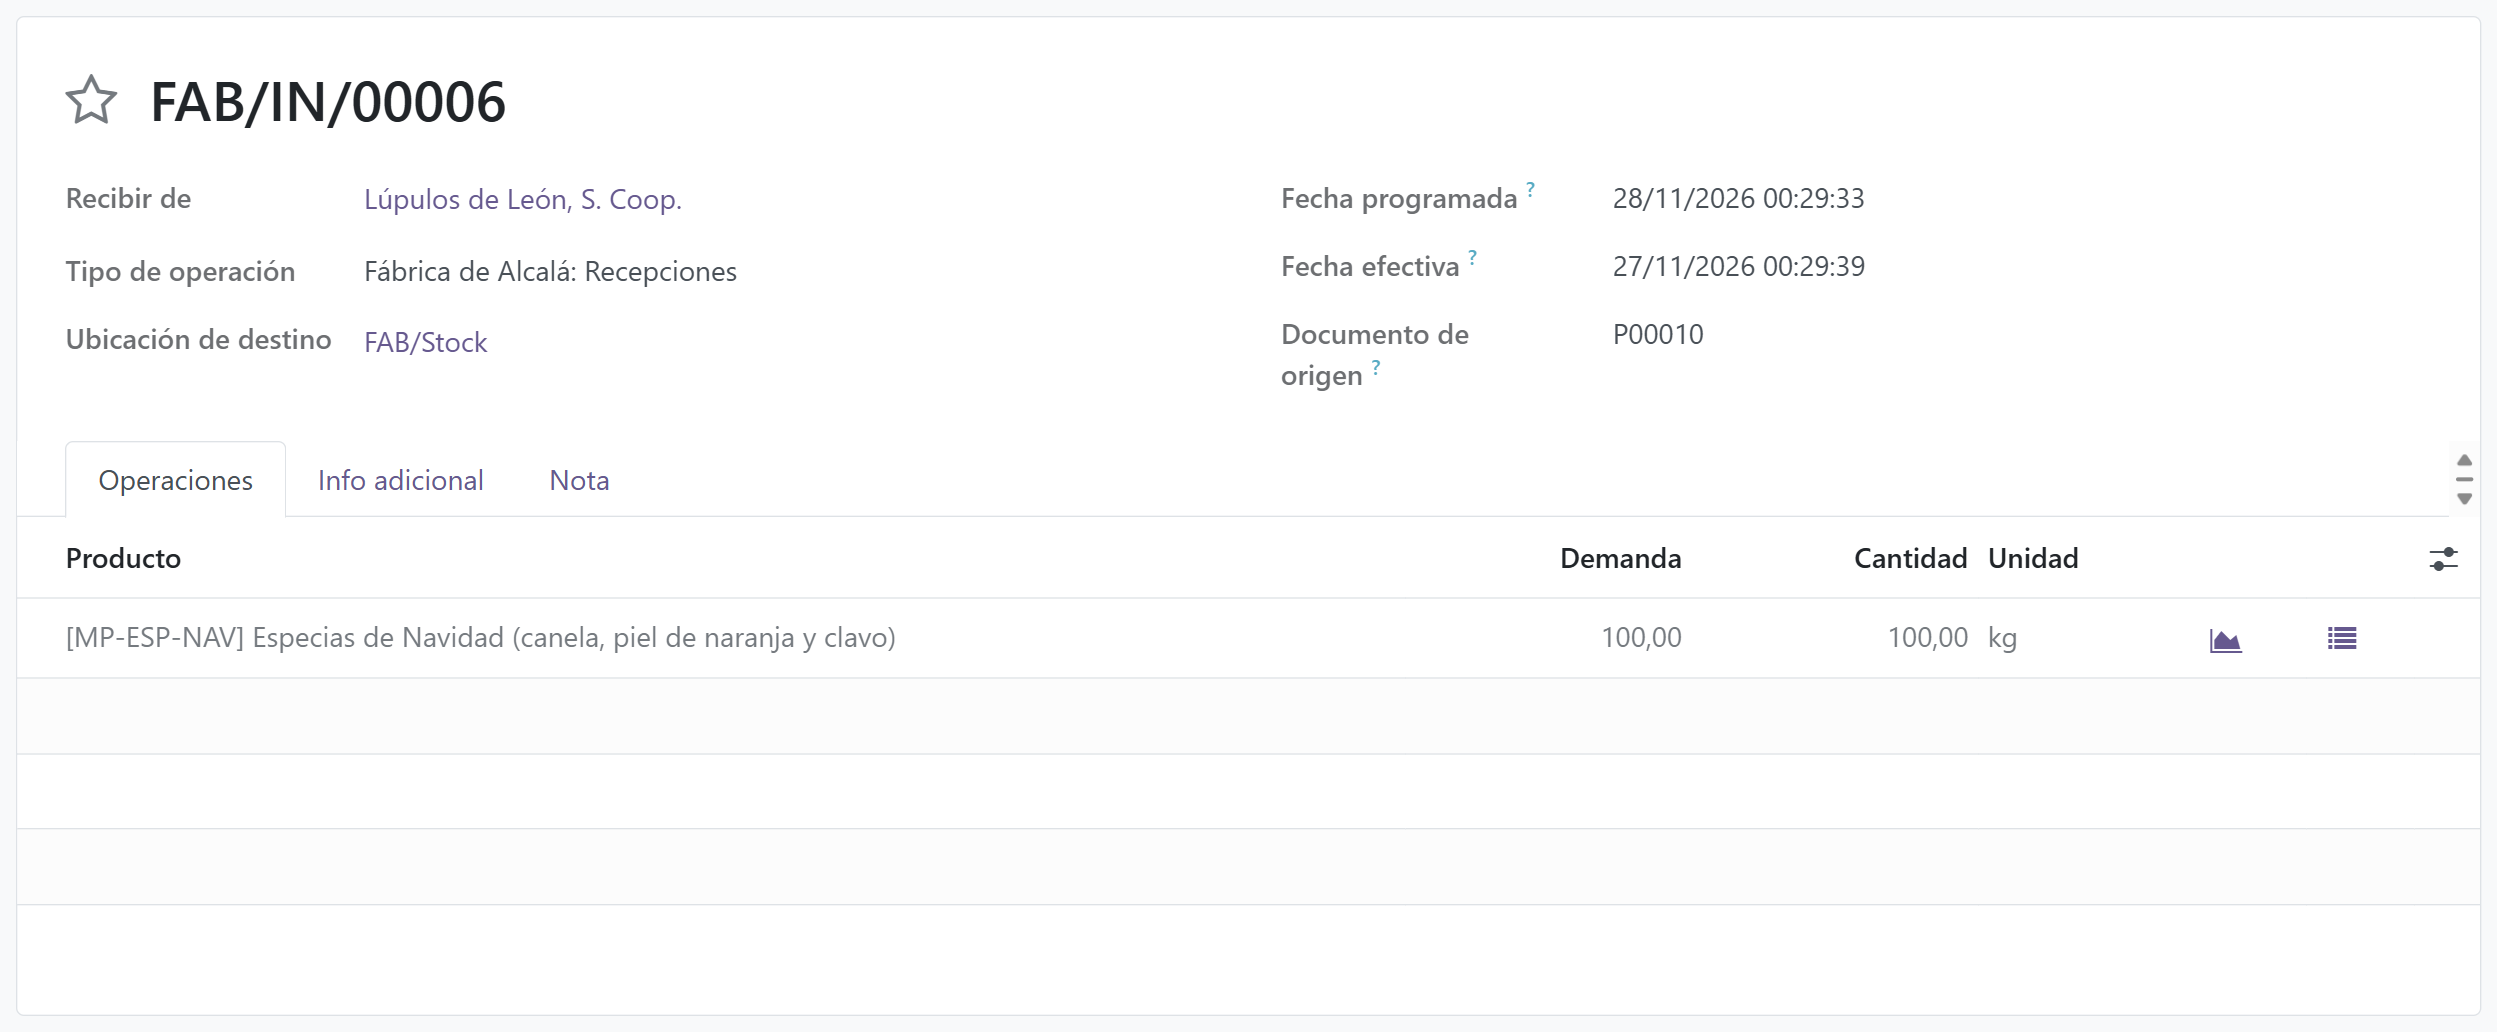 FAB/IN/00006
Recibir de Lúpulos de León, S. Coop.
Tipo de operación Fábrica de Alcalá: Recepciones
Ubicación de destino FAB/Stock
Fecha programada ? 28/11/2026 00:29:33
Fecha efectiva ? 27/11/2026 00:29:39
Documento de P00010
origen ?
Operaciones Info adicional Nota
Producto Demanda Cantidad Unidad
[MP-ESP-NAV] Especias de Navidad (canela, piel de naranja y clavo) 100,00 100,00 kg